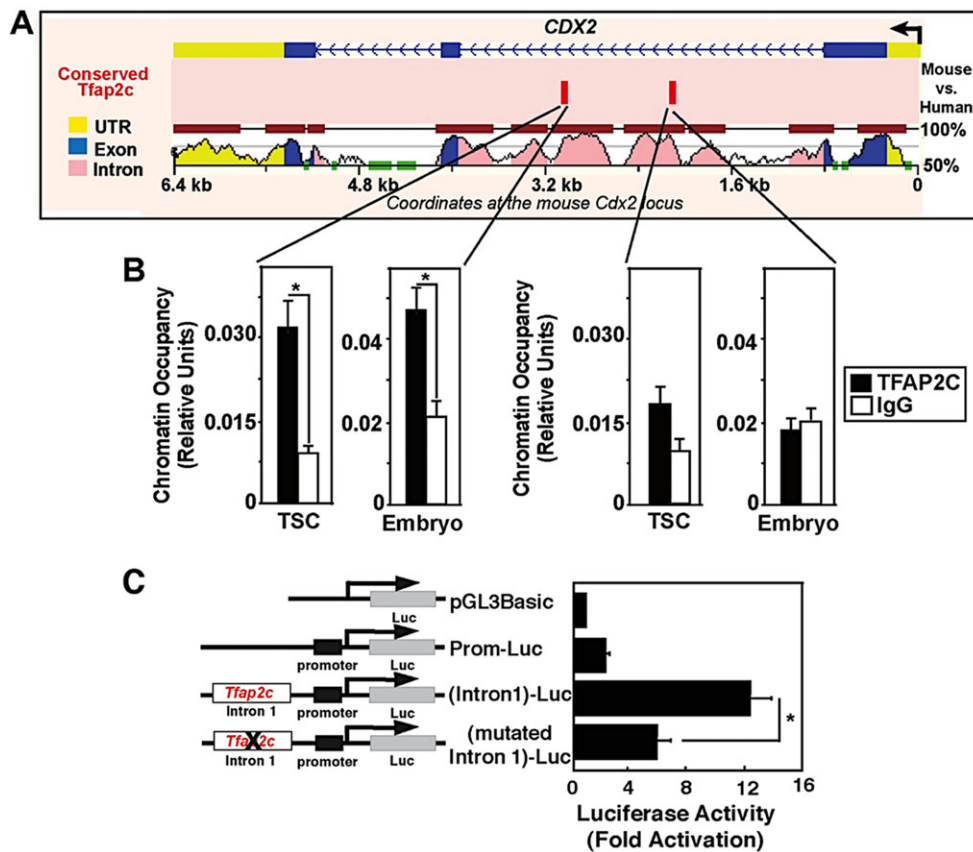 A
CDX2
Conserved
Tfap2c
UTR
Exon
Intron
Mouse
vs.
Human
100%
50%
6.4 kb
4.8 kb
3.2 kb
1.6 kb
0
Coordinates at the mouse Cdx2 locus
B
Chromatin Occupancy
(Relative Units)
0.030
0.015
0
*
TSC
0.04
0.02
0
*
Embryo
Chromatin Occupancy
(Relative Units)
0.030
0.015
0
TSC
0.04
0.02
0
Embryo
TFAP2C
IgG
C
Luc
pGL3Basic
promoter
Luc
Prom-Luc
Tfap2c
Intron 1
promoter
Luc
(Intron1)-Luc
Tfap2c
X
Intron 1
promoter
Luc
(mutated
Intron 1)-Luc
*
0 4 8 12 16
Luciferase Activity
(Fold Activation)